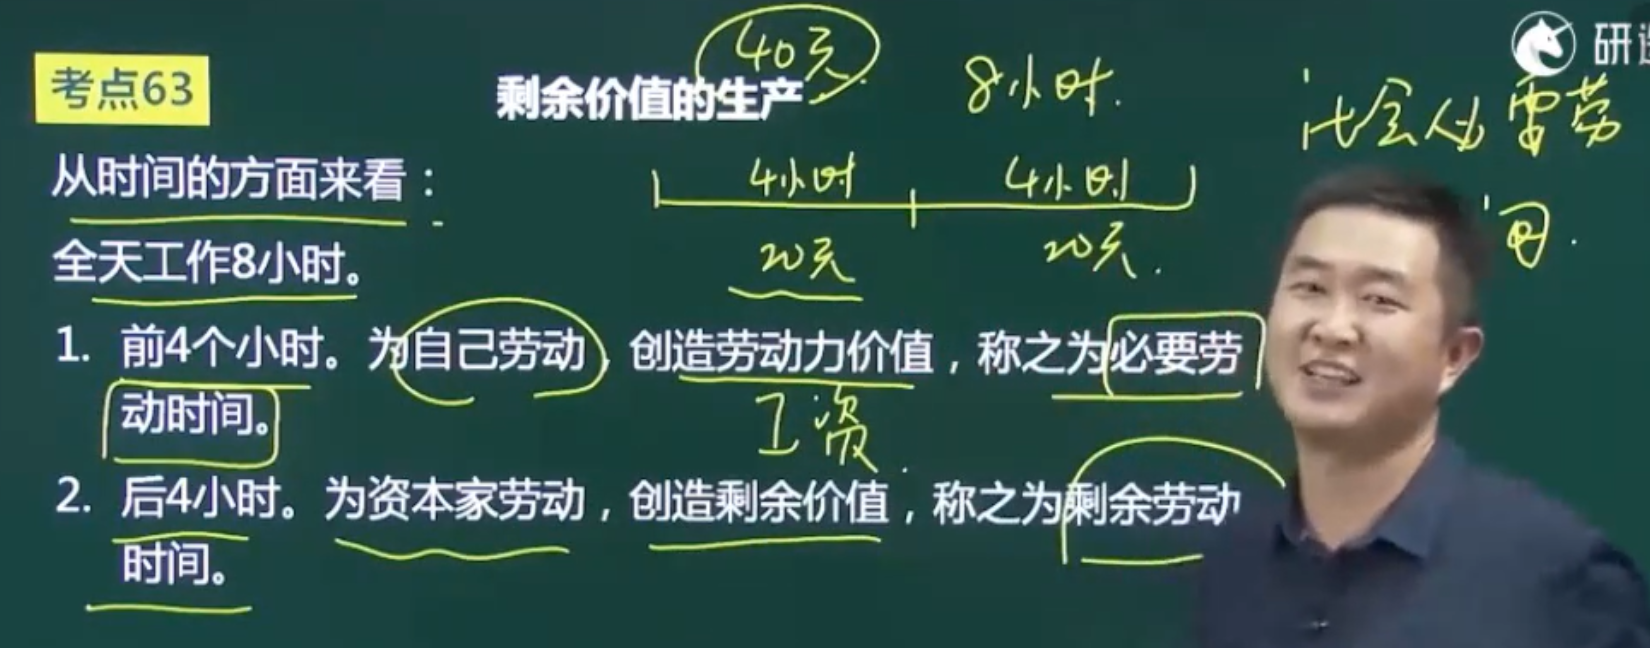 40元
研
考点63
剩余价值的生产
8小时.
社会必需劳
从时间的方面来看：
4小时
4小时
间.
全天工作8小时。
20元
20元.
1. 前4个小时。为自己劳动，创造劳动力价值，称之为必要劳
动时间。
工资
2. 后4小时。为资本家劳动，创造剩余价值，称之为剩余劳动
时间。